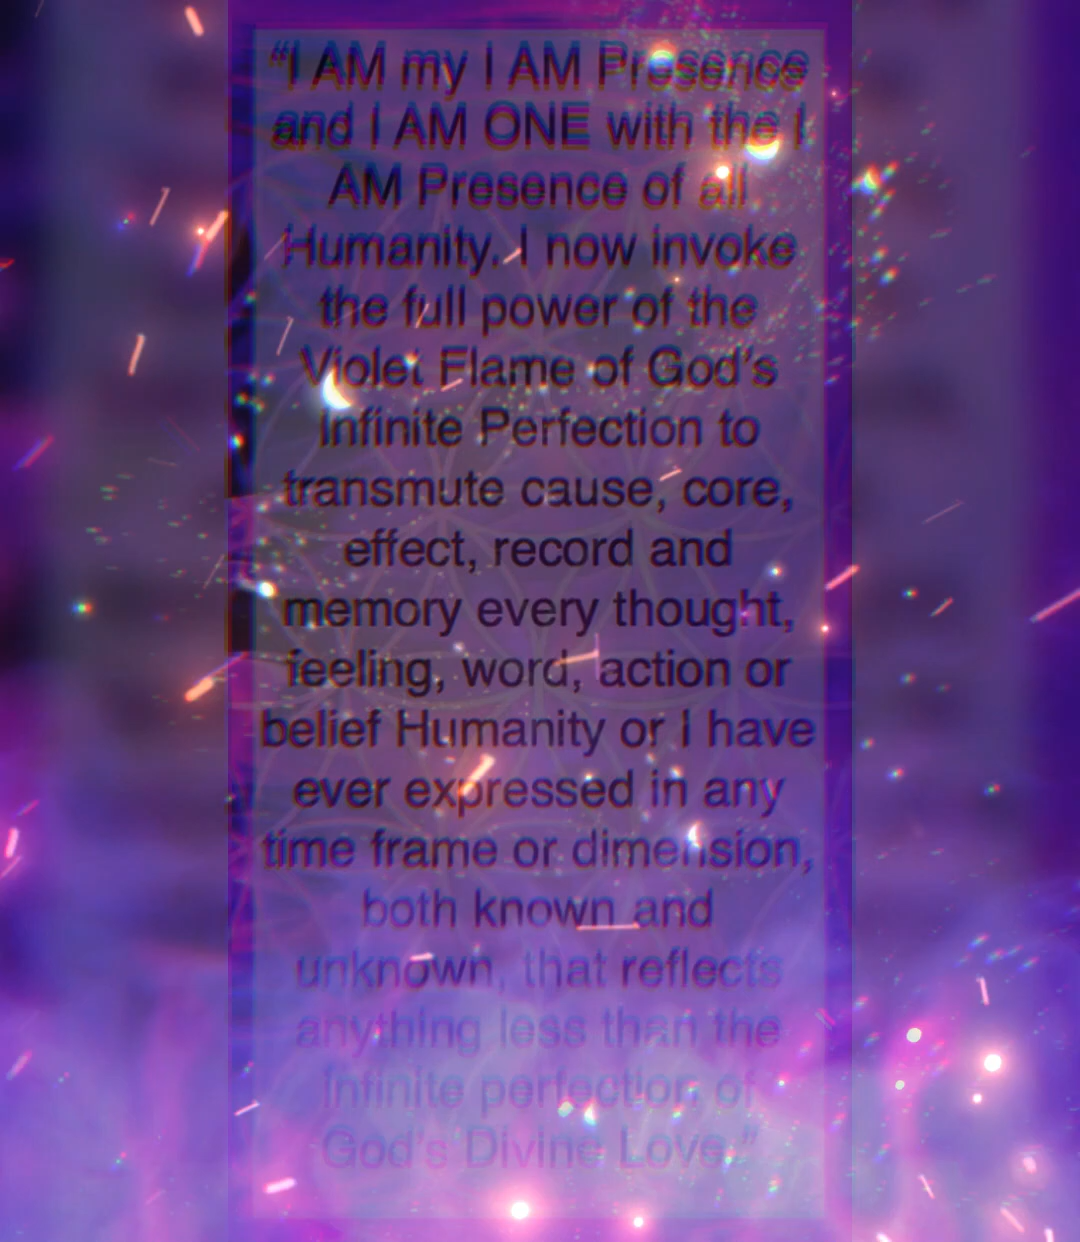 “I AM my I AM Presence
and I AM ONE with the I
AM Presence of all
Humanity. I now invoke
the full power of the
Violet Flame of God’s
Infinite Perfection to
transmute cause, core,
effect, record and
memory every thought,
feeling, word, action or
belief Humanity or I have
ever expressed in any
time frame or dimension,
both known and
unknown, that reflects
anything less than the
Infinite perfection of
God’s Divine Love.”